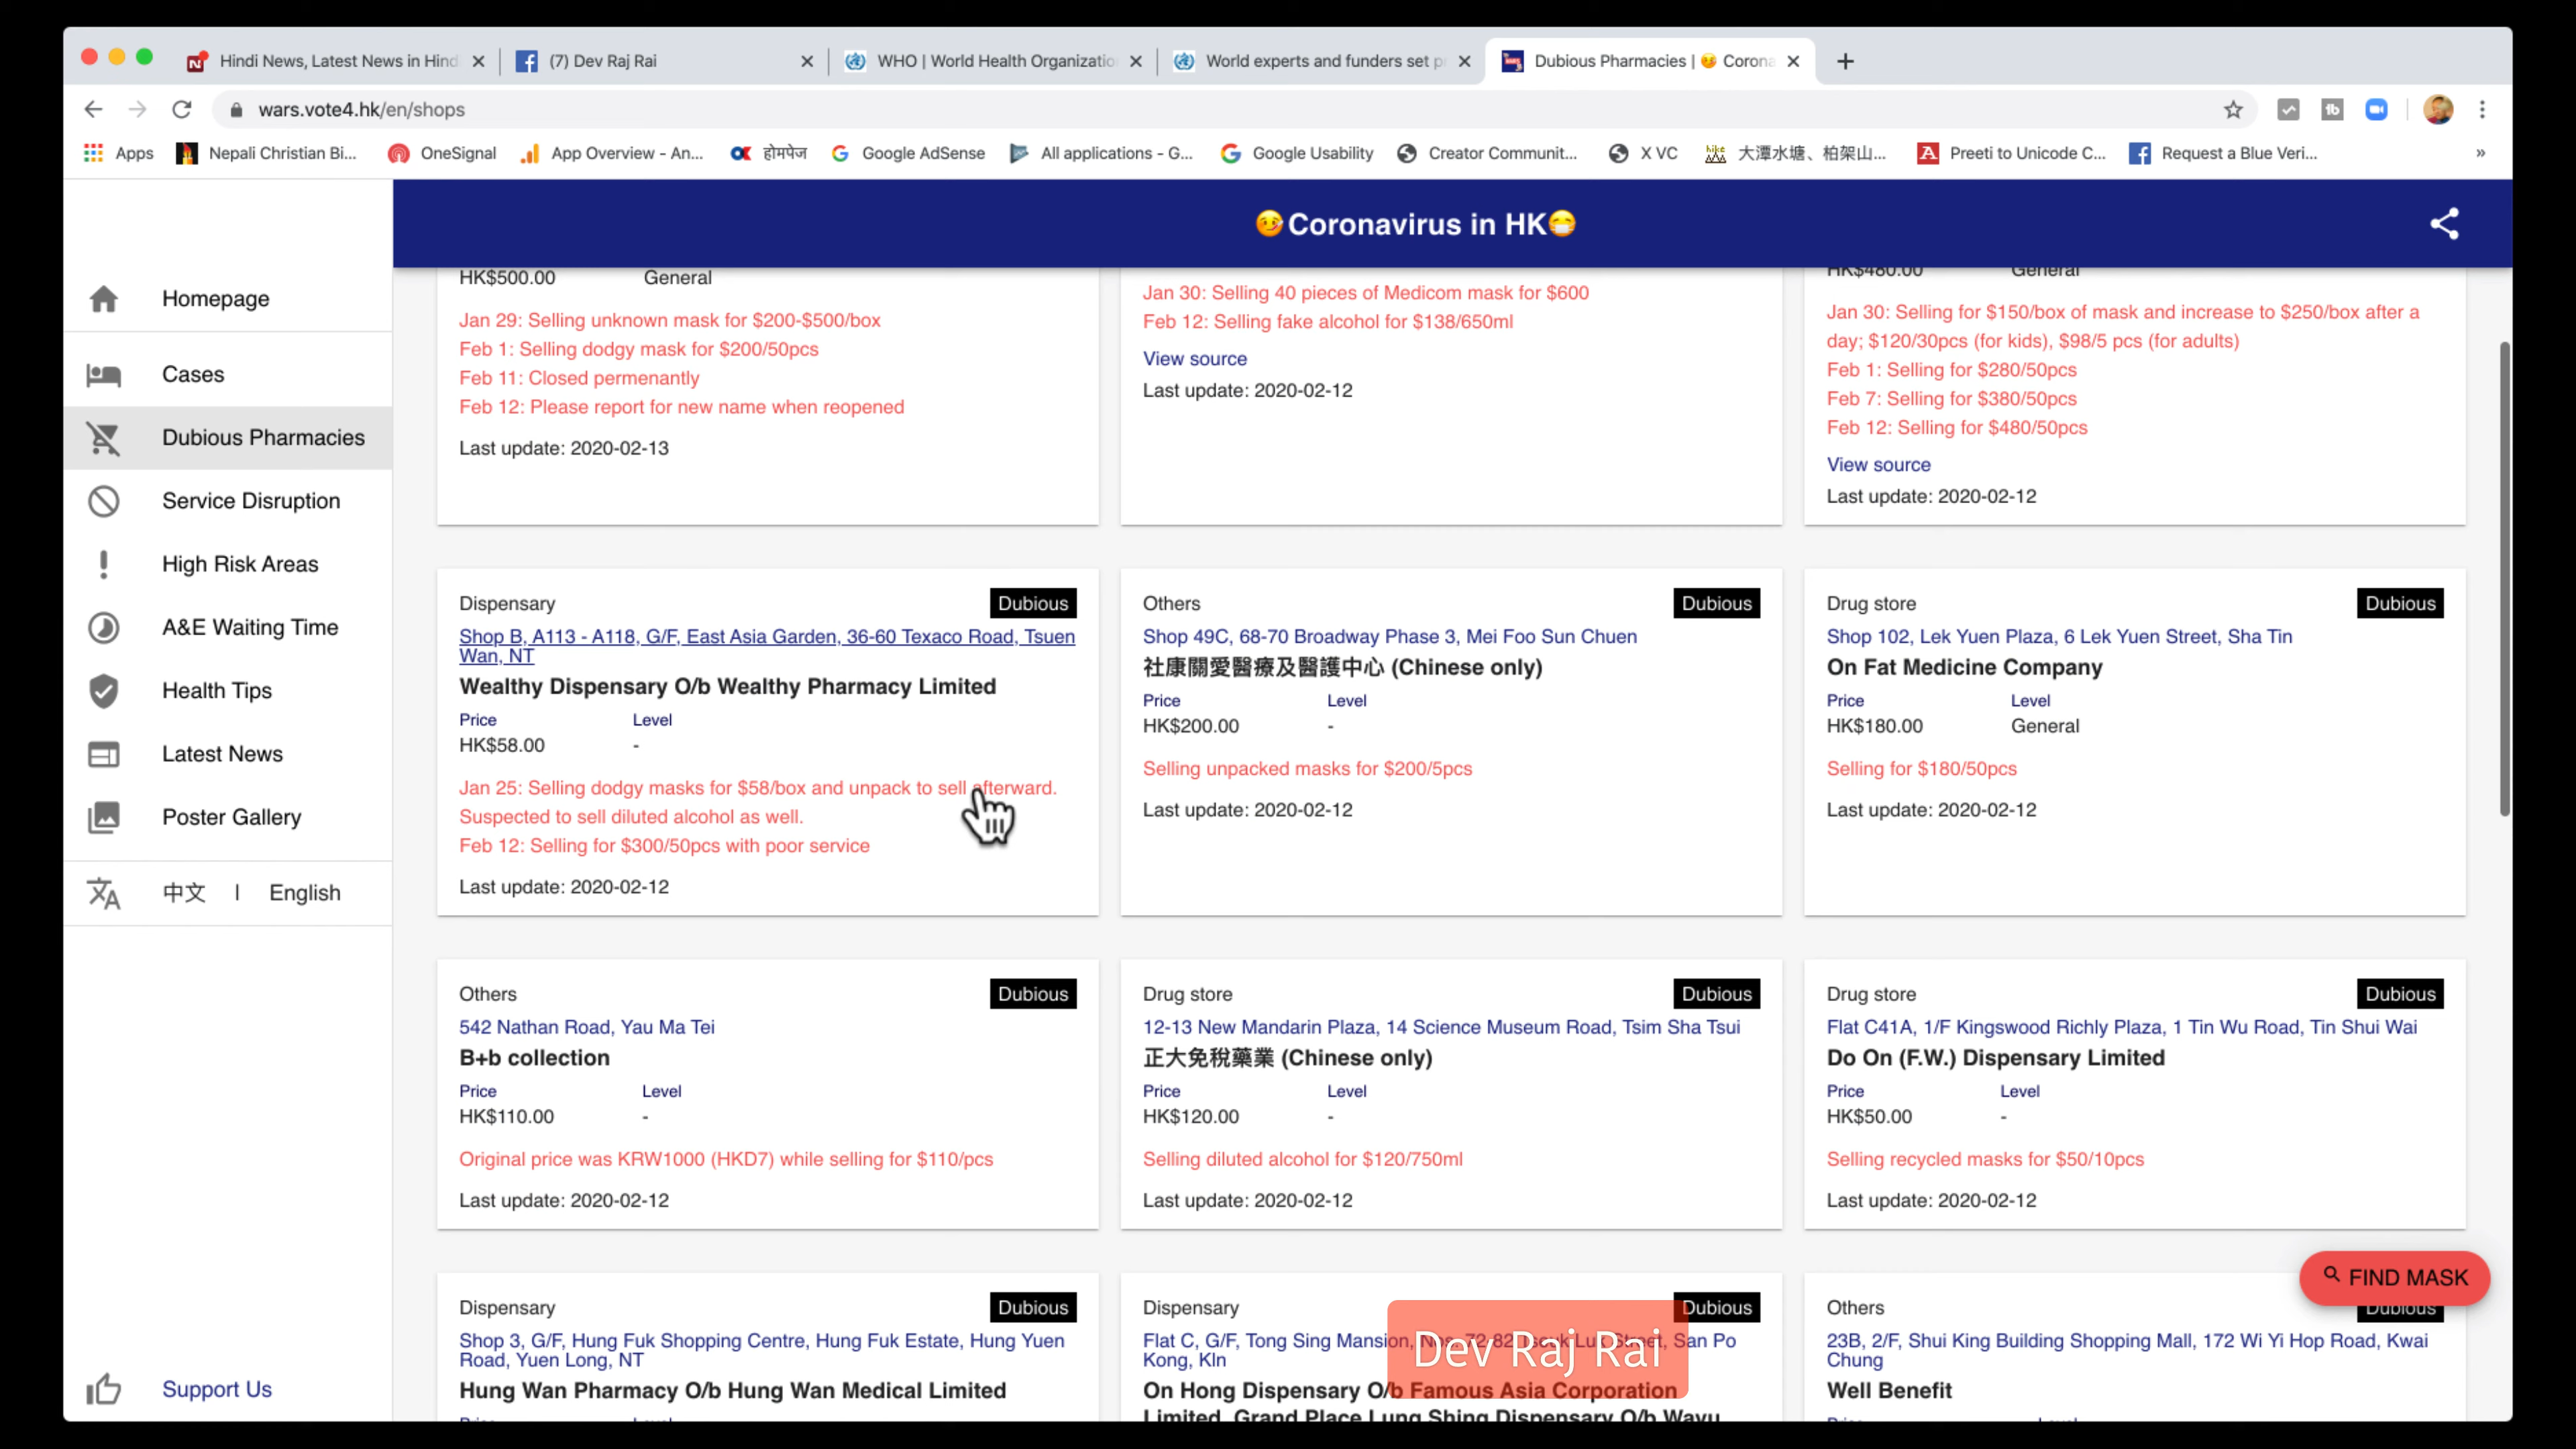 Hindi News, Latest News in Hind
(7) Dev Raj Rai
WHO | World Health Organizatio
World experts and funders set p
Dubious Pharmacies | 🤒 Corona
wars.vote4.hk/en/shops
Apps
Nepali Christian Bi...
OneSignal
App Overview - An...
होमपेज
Google AdSense
All applications - G...
Google Usability
Creator Communit...
X VC
大潭水塘、柏架山...
Preeti to Unicode C...
Request a Blue Veri...
»
🤒Coronavirus in HK😷
Homepage
Cases
Dubious Pharmacies
Service Disruption
High Risk Areas
A&E Waiting Time
Health Tips
Latest News
Poster Gallery
中文 | English
Support Us
HK$500.00 General
Jan 29: Selling unknown mask for $200-$500/box
Feb 1: Selling dodgy mask for $200/50pcs
Feb 11: Closed permenantly
Feb 12: Please report for new name when reopened
Last update: 2020-02-13
Jan 30: Selling 40 pieces of Medicom mask for $600
Feb 12: Selling fake alcohol for $138/650ml
View source
Last update: 2020-02-12
HK$480.00 General
Jan 30: Selling for $150/box of mask and increase to $250/box after a
day; $120/30pcs (for kids), $98/5 pcs (for adults)
Feb 1: Selling for $280/50pcs
Feb 7: Selling for $380/50pcs
Feb 12: Selling for $480/50pcs
View source
Last update: 2020-02-12
Dispensary Dubious
Shop B, A113 - A118, G/F, East Asia Garden, 36-60 Texaco Road, Tsuen
Wan, NT
Wealthy Dispensary O/b Wealthy Pharmacy Limited
Price Level
HK$58.00 -
Jan 25: Selling dodgy masks for $58/box and unpack to sell afterward.
Suspected to sell diluted alcohol as well.
Feb 12: Selling for $300/50pcs with poor service
Last update: 2020-02-12
Others Dubious
Shop 49C, 68-70 Broadway Phase 3, Mei Foo Sun Chuen
社康關愛醫療及醫護中心 (Chinese only)
Price Level
HK$200.00 -
Selling unpacked masks for $200/5pcs
Last update: 2020-02-12
Drug store Dubious
Shop 102, Lek Yuen Plaza, 6 Lek Yuen Street, Sha Tin
On Fat Medicine Company
Price Level
HK$180.00 General
Selling for $180/50pcs
Last update: 2020-02-12
Others Dubious
542 Nathan Road, Yau Ma Tei
B+b collection
Price Level
HK$110.00 -
Original price was KRW1000 (HKD7) while selling for $110/pcs
Last update: 2020-02-12
Drug store Dubious
12-13 New Mandarin Plaza, 14 Science Museum Road, Tsim Sha Tsui
正大免稅藥業 (Chinese only)
Price Level
HK$120.00 -
Selling diluted alcohol for $120/750ml
Last update: 2020-02-12
Drug store Dubious
Flat C41A, 1/F Kingswood Richly Plaza, 1 Tin Wu Road, Tin Shui Wai
Do On (F.W.) Dispensary Limited
Price Level
HK$50.00 -
Selling recycled masks for $50/10pcs
Last update: 2020-02-12
FIND MASK
Dispensary Dubious
Shop 3, G/F, Hung Fuk Shopping Centre, Hung Fuk Estate, Hung Yuen
Road, Yuen Long, NT
Hung Wan Pharmacy O/b Hung Wan Medical Limited
Dispensary Dubious
Flat C, G/F, Tong Sing Mansion, Nos. 72-82 Street, San Po
Kong, Kln
On Hong Dispensary O/b Famous Asia Corporation
Limited, Grand Place Lung Shing Dispensary O/b Wayu
Dev Raj Rai
Others Dubious
23B, 2/F, Shui King Building Shopping Mall, 172 Wi Yi Hop Road, Kwai
Chung
Well Benefit